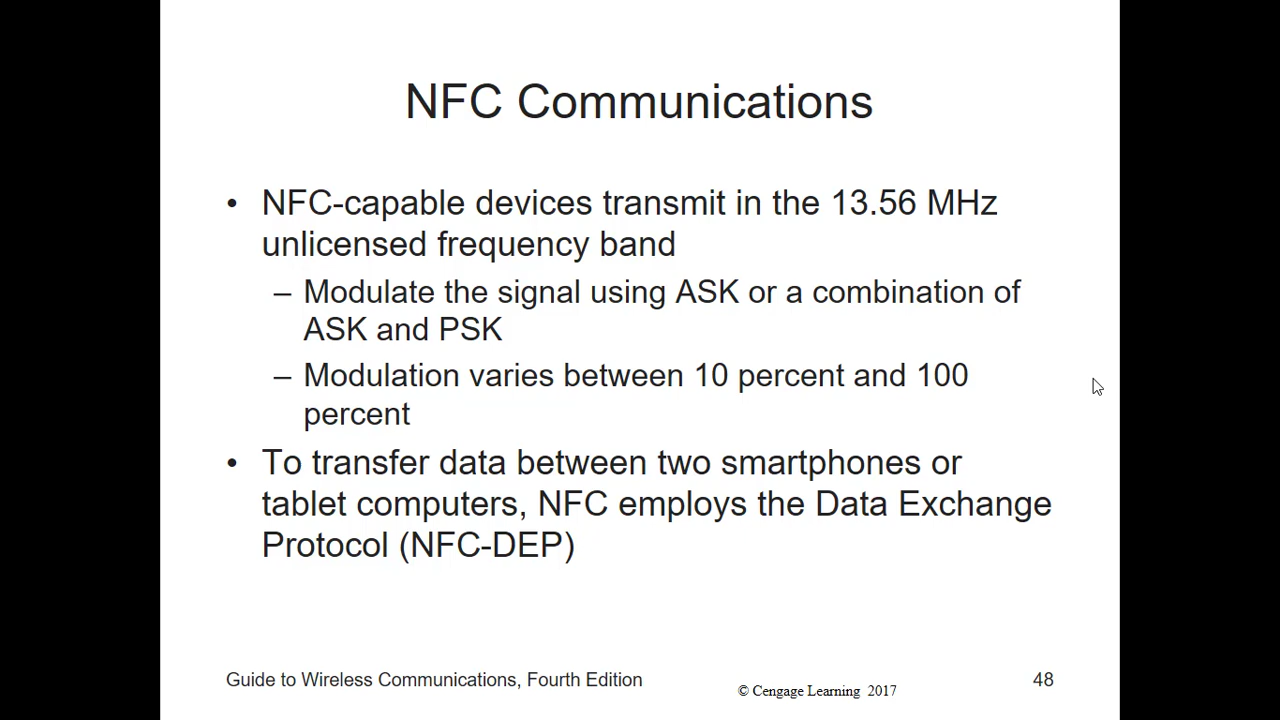 NFC Communications
• NFC-capable devices transmit in the 13.56 MHz
unlicensed frequency band
– Modulate the signal using ASK or a combination of
ASK and PSK
– Modulation varies between 10 percent and 100
percent
• To transfer data between two smartphones or
tablet computers, NFC employs the Data Exchange
Protocol (NFC-DEP)
Guide to Wireless Communications, Fourth Edition
© Cengage Learning 2017
48